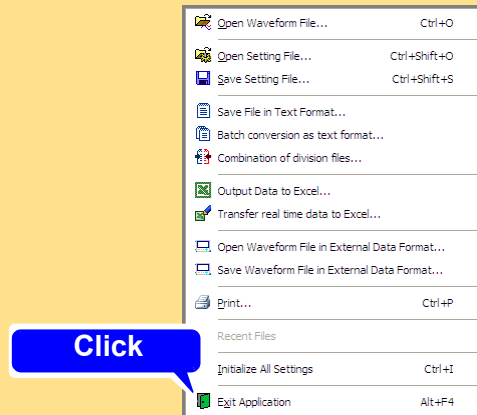 Open Waveform File... Ctrl+O
Open Setting File... Ctrl+Shift+O
Save Setting File... Ctrl+Shift+S
Save File in Text Format...
Batch conversion as text format...
Combination of division files...
Output Data to Excel...
Transfer real time data to Excel...
Open Waveform File in External Data Format...
Save Waveform File in External Data Format...
Print... Ctrl+P
Recent Files
Click
Initialize All Settings Ctrl+I
Exit Application Alt+F4